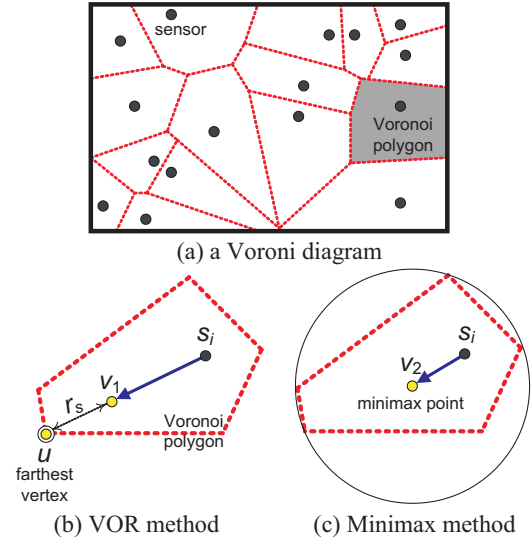 sensor
Voronoi
polygon
(a) a Voroni diagram
s_i
v_1
r_s
Voronoi
polygon
u
farthest
vertex
(b) VOR method
s_i
v_2
minimax point
(c) Minimax method